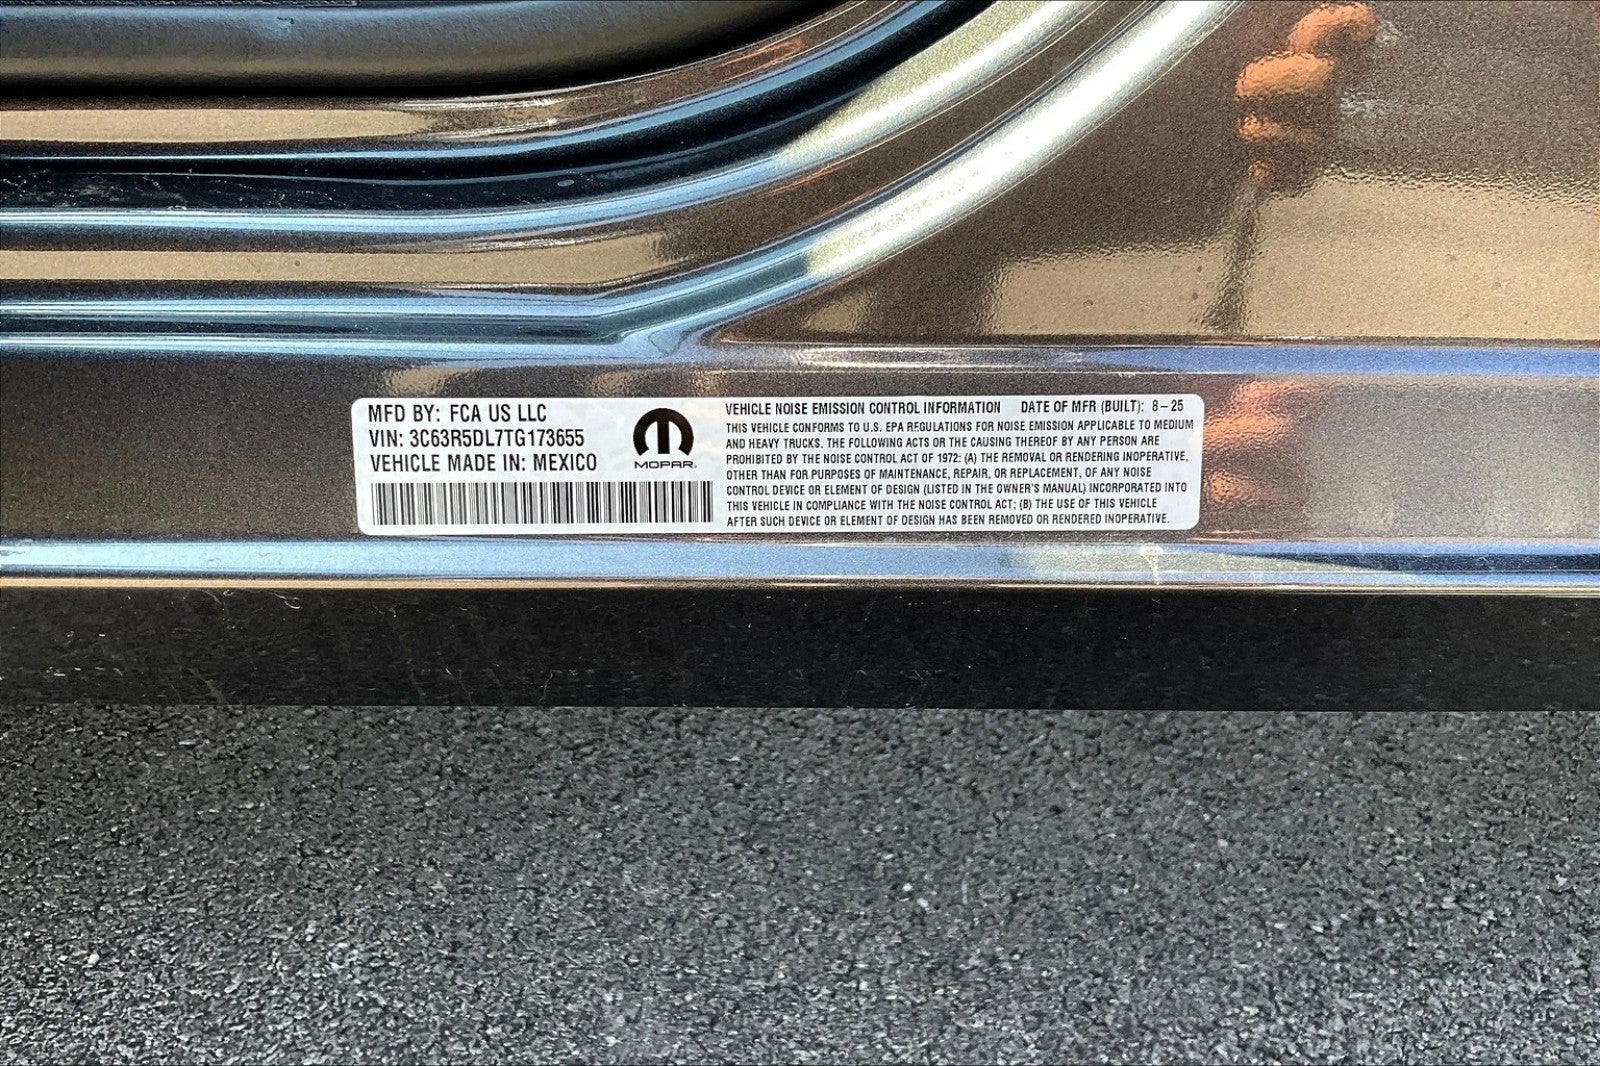 MFD BY: FCA US LLC
VIN: 3C63R5DL7TG173655
VEHICLE MADE IN: MEXICO
MOPAR®
VEHICLE NOISE EMISSION CONTROL INFORMATION DATE OF MFR (BUILT): 8-25
THIS VEHICLE CONFORMS TO U.S. EPA REGULATIONS FOR NOISE EMISSION APPLICABLE TO MEDIUM
AND HEAVY TRUCKS. THE FOLLOWING ACTS OR THE CAUSING THEREOF BY ANY PERSON ARE
PROHIBITED BY THE NOISE CONTROL ACT OF 1972: (A) THE REMOVAL OR RENDERING INOPERATIVE,
OTHER THAN FOR PURPOSES OF MAINTENANCE, REPAIR, OR REPLACEMENT, OF ANY NOISE
CONTROL DEVICE OR ELEMENT OF DESIGN (LISTED IN THE OWNER'S MANUAL) INCORPORATED INTO
THIS VEHICLE IN COMPLIANCE WITH THE NOISE CONTROL ACT; (B) THE USE OF THIS VEHICLE
AFTER SUCH DEVICE OR ELEMENT OF DESIGN HAS BEEN REMOVED OR RENDERED INOPERATIVE.